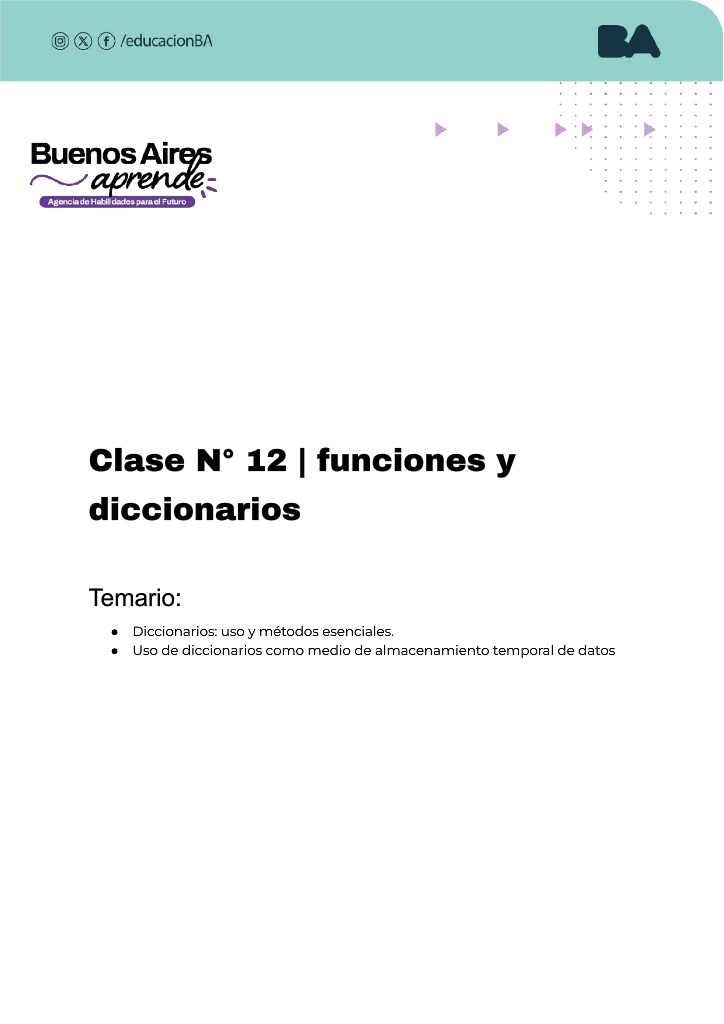 /educacionBA
BA
Buenos Aires
aprende
Agencia de Habilidades para el Futuro
Clase N° 12 | funciones y
diccionarios
Temario:
● Diccionarios: uso y métodos esenciales.
● Uso de diccionarios como medio de almacenamiento temporal de datos